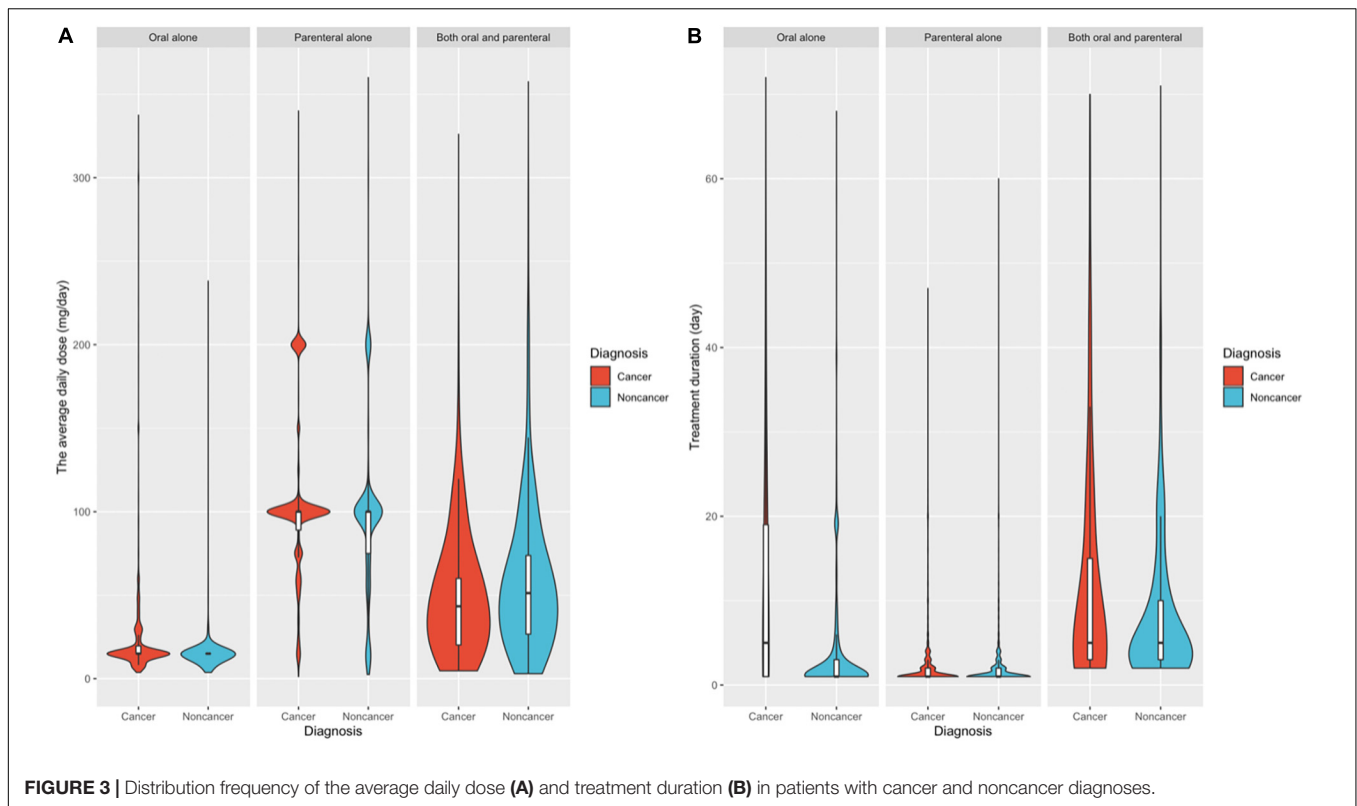 A
Oral alone
Parenteral alone
Both oral and parenteral
The average daily dose (mg/day)
300
200
100
0
Cancer
Noncancer
Cancer
Noncancer
Cancer
Noncancer
Diagnosis
Diagnosis
Cancer
Noncancer
B
Oral alone
Parenteral alone
Both oral and parenteral
Treatment duration (day)
60
40
20
0
Cancer
Noncancer
Cancer
Noncancer
Cancer
Noncancer
Diagnosis
Diagnosis
Cancer
Noncancer
FIGURE 3 | Distribution frequency of the average daily dose (A) and treatment duration (B) in patients with cancer and noncancer diagnoses.